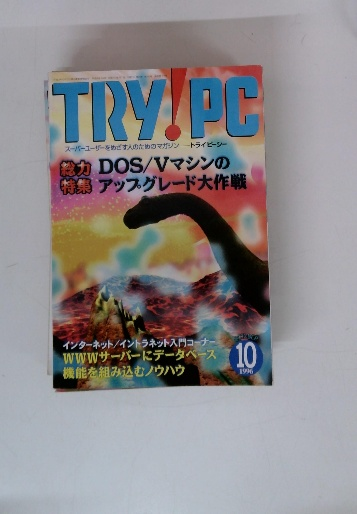 TRY! PC
スーパーユーザーをめざす人のためのマガジン トライピーシー
総力特集 DOS/Vマシンの
アップグレード大作戦
インターネット/イントラネット入門コーナー
WWWサーバーにデータベース
機能を組み込むノウハウ
10
1996